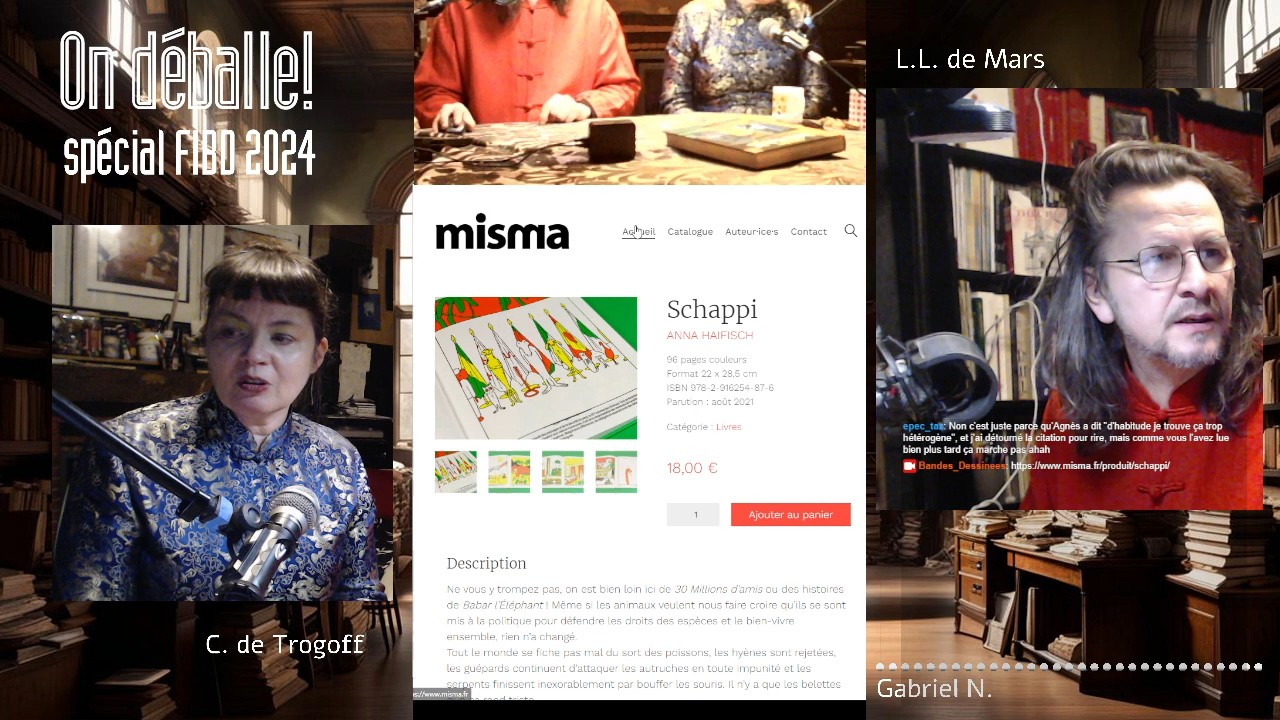 On déballe!
spécial FIBD 2024
C. de Trogoff
misma
Accueil Catalogue Auteur·ice·s Contact
Schappi
ANNA HAIFISCH
96 pages couleurs
Format 22 x 28,5 cm
ISBN 978-2-916254-87-6
Parution : août 2021
Catégorie : Livres
18,00 €
1
Ajouter au panier
Description
Ne vous y trompez pas, on est bien loin ici de 30 Millions d'amis ou des histoires
de Babar l'Éléphant ! Même si les animaux veulent nous faire croire qu'ils se sont
mis à la politique pour défendre les droits des espèces et le bien-vivre
ensemble, rien n'a changé.
Tout le monde se fiche pas mal du sort des poissons, les hyènes sont rejetées,
les guépards continuent d'attaquer les autruches en toute impunité et les
serpents finissent inexorablement par bouffer les souris. Il n'y a que les belettes
://www.misma.fr
L.L. de Mars
epec_tax: Non c'est juste parce qu'Agnès a dit "d'habitude je trouve ça trop
hétérogène", et j'ai détourné la citation pour rire, mais comme vous l'avez lue
bien plus tard ça marche pas ahah
Bandes_Dessinees: https://www.misma.fr/produit/schappi/
Gabriel N.